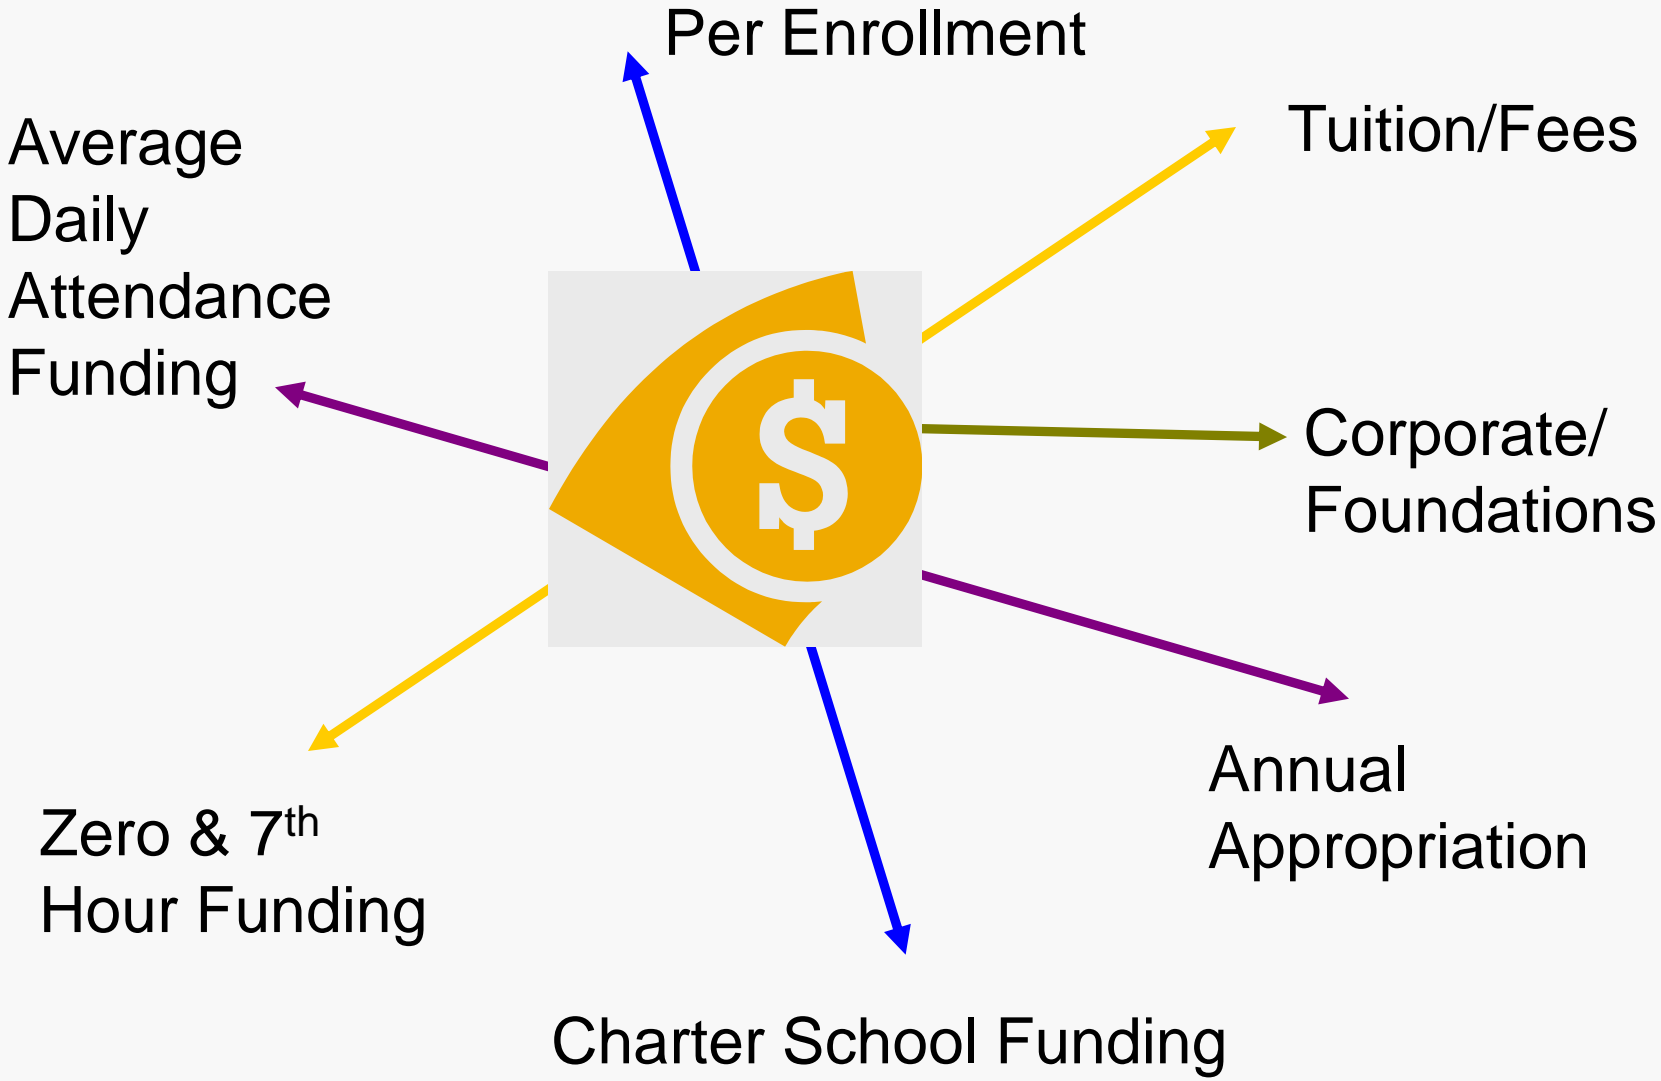 Per Enrollment
Tuition/Fees
Average
Daily
Attendance
Funding
Corporate/
Foundations
$
Annual
Appropriation
Zero & 7th
Hour Funding
Charter School Funding